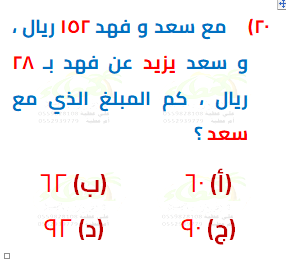 ٢٠) مع سعد و فهد ١٥٢ ريال ،
و سعد يزيد عن فهد بـ ٢٨
ريال ، كم المبلغ الذي مع
سعد ؟
(أ) ٦٠ (ب) ٦٢
(ج) ٩٠ (د) ٩٢